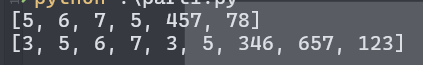 python .\part1.py
[5, 6, 7, 5, 457, 78]
[3, 5, 6, 7, 3, 5, 346, 657, 123]